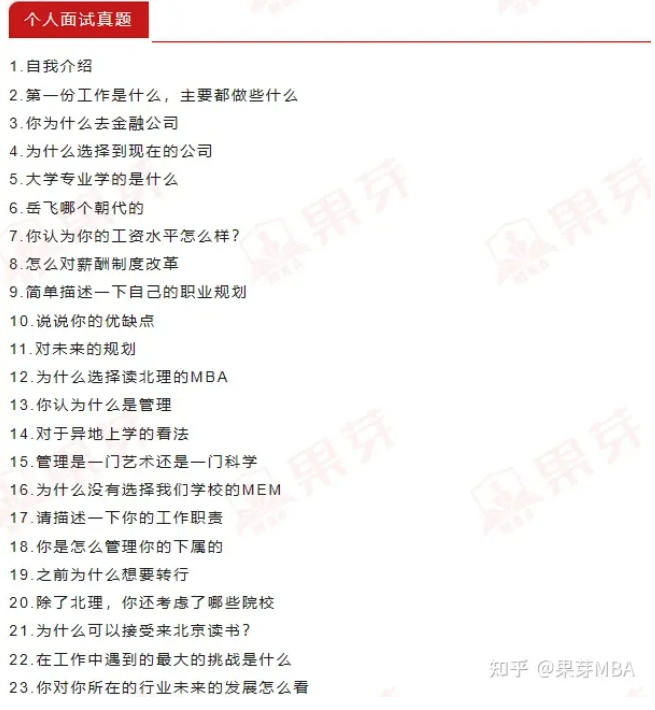 个人面试真题
1.自我介绍
2.第一份工作是什么，主要都做些什么
3.你为什么去金融公司
4.为什么选择到现在的公司
5.大学专业学的是什么
6.岳飞哪个朝代的
7.你认为你的工资水平怎么样？
8.怎么对薪酬制度改革
9.简单描述一下自己的职业规划
10.说说你的优缺点
11.对未来的规划
12.为什么选择读北理的MBA
13.你认为什么是管理
14.对于异地上学的看法
15.管理是一门艺术还是一门科学
16.为什么没有选择我们学校的MEM
17.请描述一下你的工作职责
18.你是怎么管理你的下属的
19.之前为什么想要转行
20.除了北理，你还考虑了哪些院校
21.为什么可以接受来北京读书？
22.在工作中遇到的最大的挑战是什么
23.你对你所在的行业未来的发展怎么看
知乎 @果芽MBA
果芽
果芽
果芽
果芽